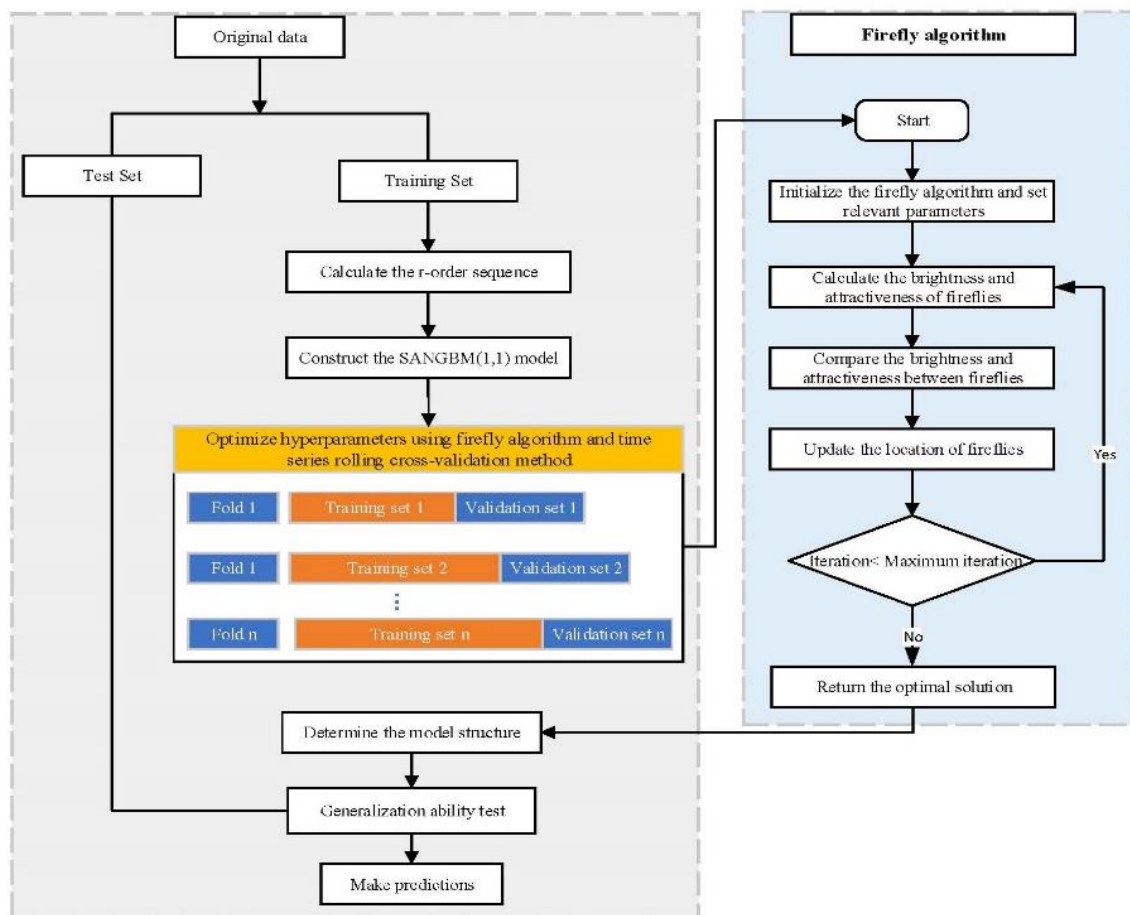 Original data
Test Set
Training Set
Calculate the r-order sequence
Construct the SANGBM(1,1) model
Optimize hyperparameters using firefly algorithm and time
series rolling cross-validation method
Fold 1
Training set 1
Validation set 1
Fold 1
Training set 2
Validation set 2
Fold n
Training set n
Validation set n
Determine the model structure
Generalization ability test
Make predictions
Firefly algorithm
Start
Initialize the firefly algorithm and set
relevant parameters
Calculate the brightness and
attractiveness of fireflies
Compare the brightness and
attractiveness between fireflies
Update the location of fireflies
Yes
Iteration< Maximum iteration
No
Return the optimal solution